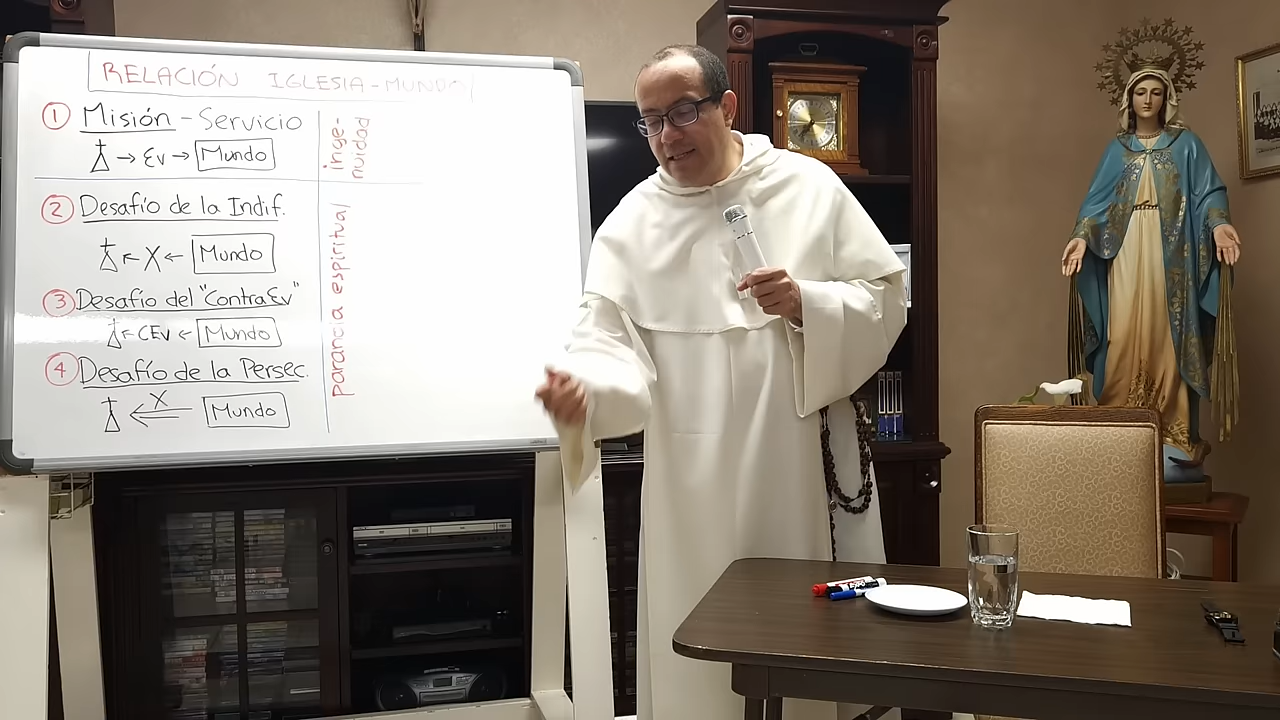 RELACIÓN IGLESIA-MUNDO
1 Misión - Servicio
→ Ev → Mundo
inge-
nuidad
2 Desafío de la Indif.
← X ← Mundo
3 Desafío del "ContraEv"
← CEv ← Mundo
4 Desafío de la Persec.
X
Mundo
paranoia espiritual
EXPO